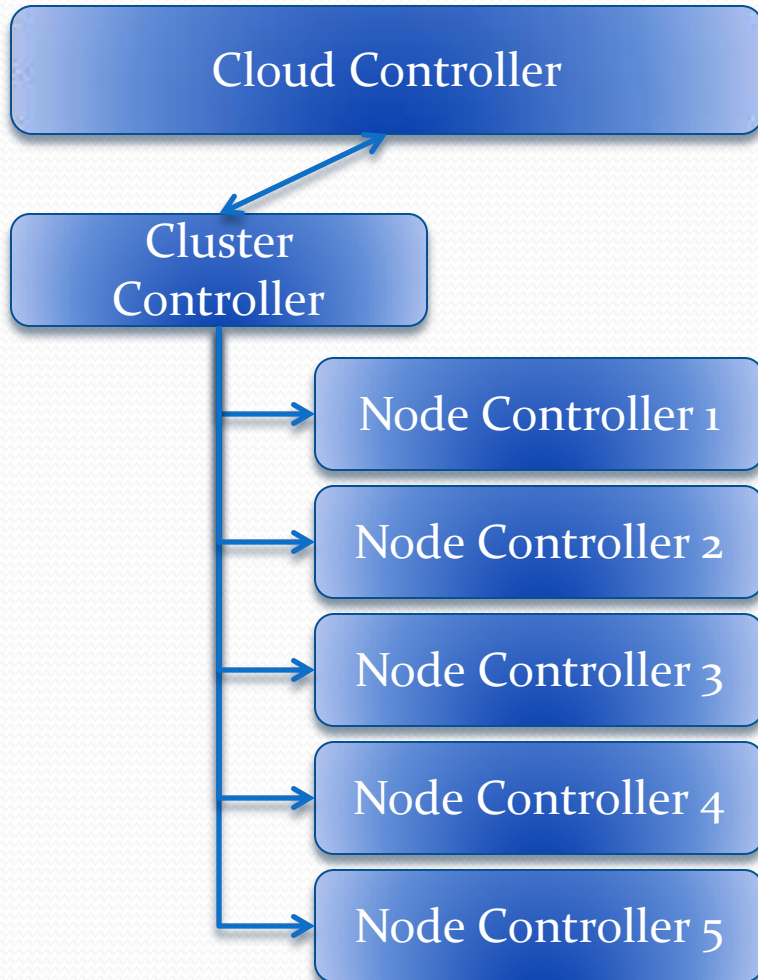 Cloud Controller
Cluster
Controller
Node Controller 1
Node Controller 2
Node Controller 3
Node Controller 4
Node Controller 5